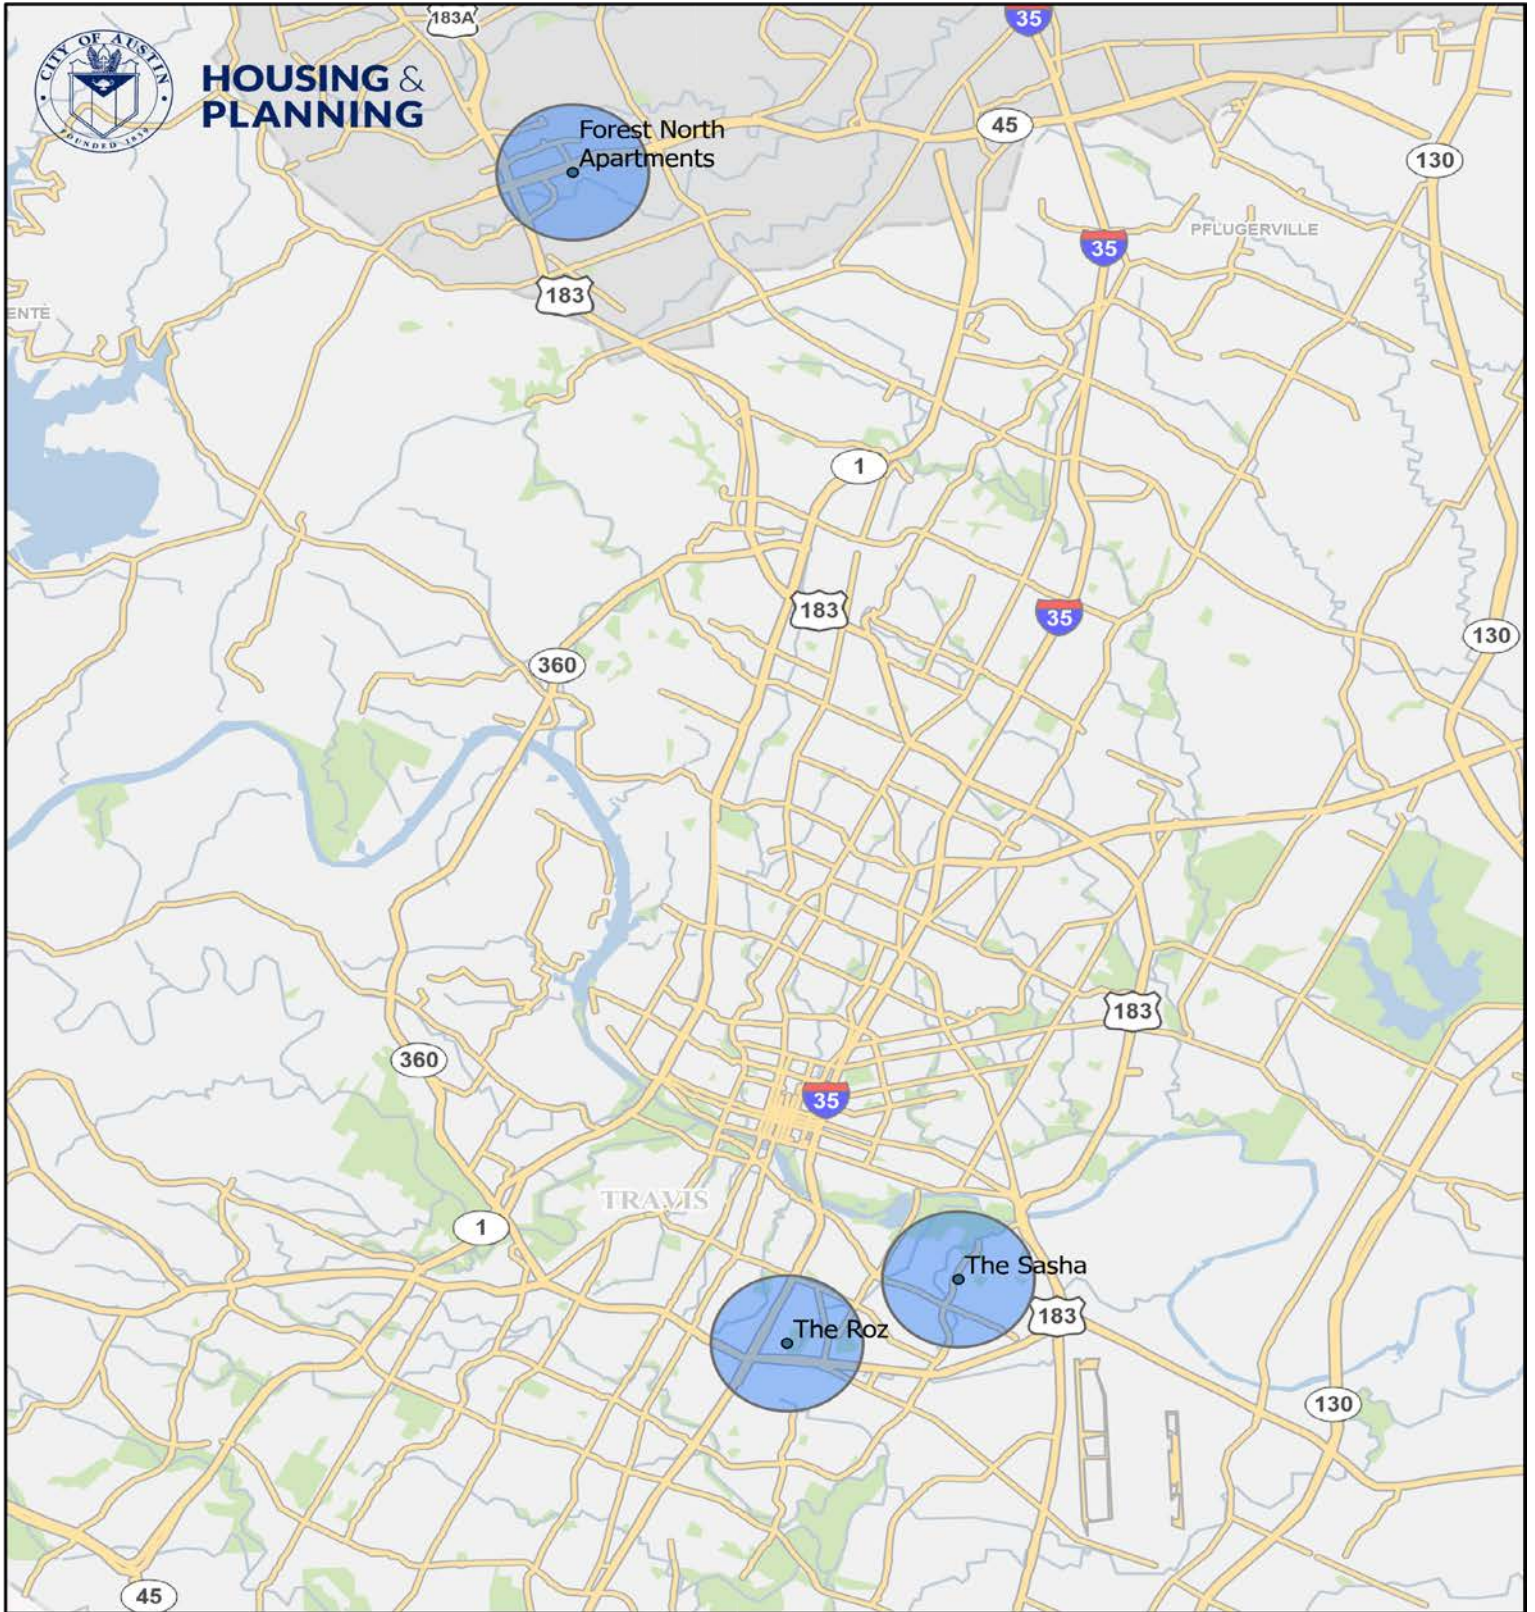 183A
35
CITY OF AUSTIN
FOUNDED 1839
HOUSING &
PLANNING
Forest North
Apartments
45
130
PFLUGERVILLE
35
183
ENTE
1
183
35
130
360
183
360
35
TRAVIS
1
The Sasha
183
The Roz
130
45